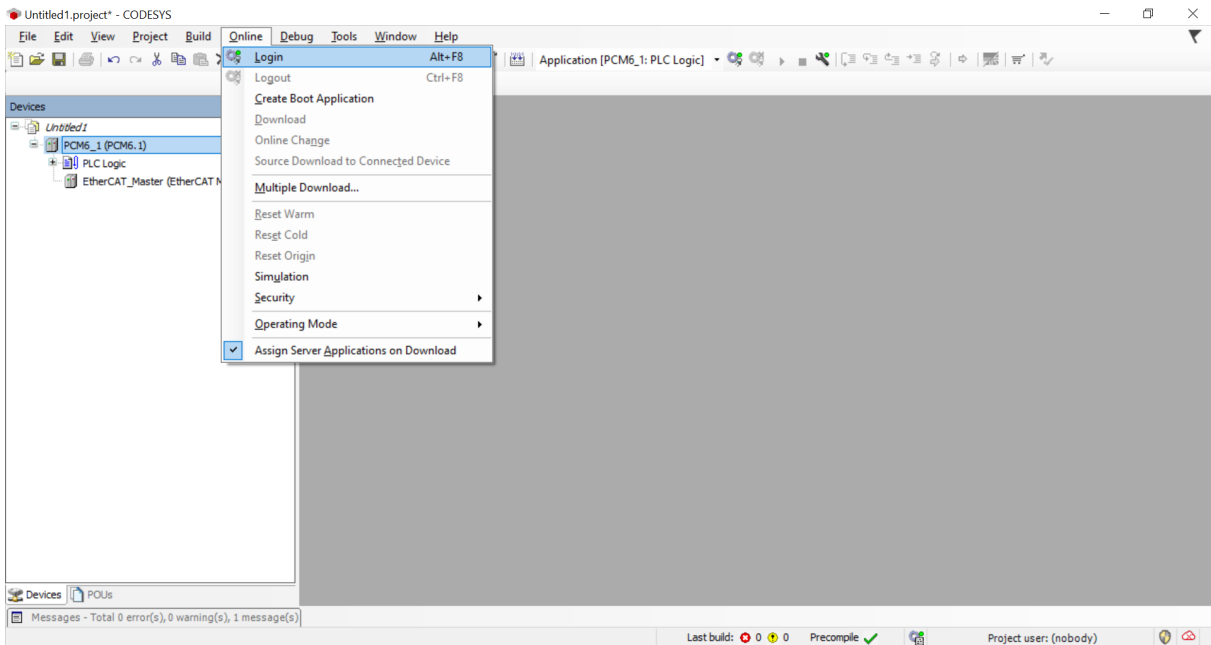 Untitled1.project* - CODESYS
File Edit View Project Build Online Debug Tools Window Help
Application [PCM6_1: PLC Logic]
Login Alt+F8
Logout Ctrl+F8
Create Boot Application
Download
Online Change
Source Download to Connected Device
Multiple Download...
Reset Warm
Reset Cold
Reset Origin
Simulation
Security
Operating Mode
Assign Server Applications on Download
Devices
Untitled1
PCM6_1 (PCM6.1)
PLC Logic
EtherCAT_Master (EtherCAT
Devices POUs
Messages - Total 0 error(s), 0 warning(s), 1 message(s)
Last build: 0 0 Precompile Project user: (nobody)